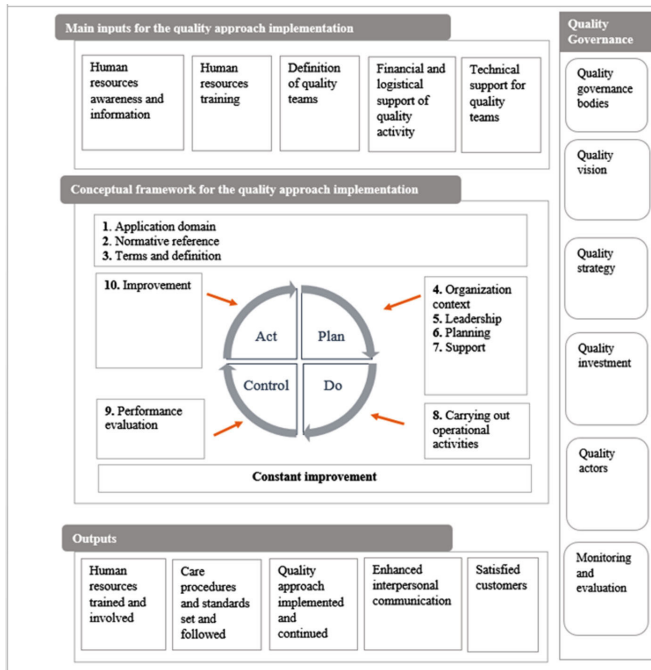 Main inputs for the quality approach implementation
Human
resources
awareness and
information
Human
resources
training
Definition
of quality
teams
Financial and
logistical
support of
quality
activity
Technical
support for
quality
teams
Conceptual framework for the quality approach implementation
1. Application domain
2. Normative reference
3. Terms and definition
10. Improvement
4. Organization
context
5. Leadership
6. Planning
7. Support
Act
Plan
Control
Do
9. Performance
evaluation
8. Carrying out
operational
activities
Constant improvement
Outputs
Human
resources
trained and
involved
Care
procedures
and standards
set and
followed
Quality
approach
implemented
and
continued
Enhanced
interpersonal
communication
Satisfied
customers
Quality
Governance
Quality
governance
bodies
Quality
vision
Quality
strategy
Quality
investment
Quality
actors
Monitoring
and
evaluation